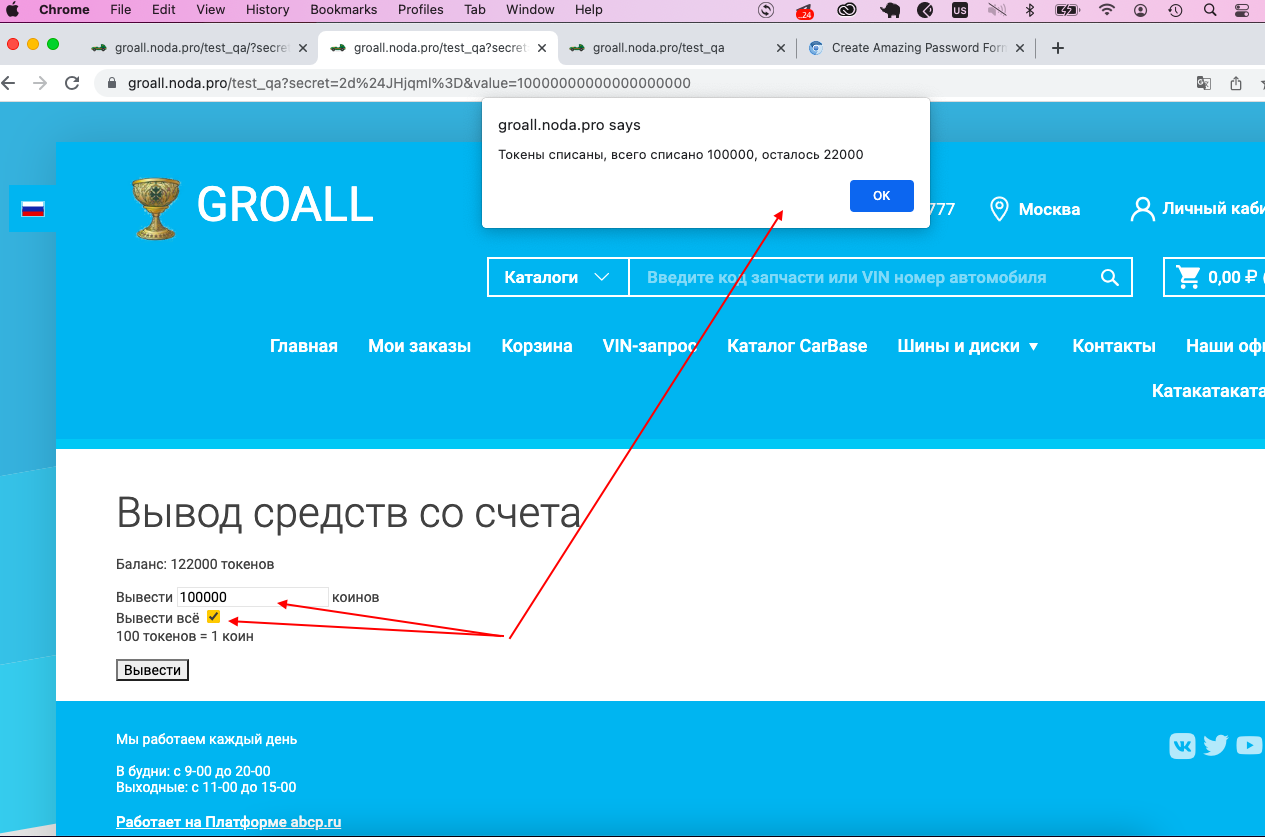 Chrome File Edit View History Bookmarks Profiles Tab Window Help 24 US
groall.noda.pro/test_qa/?secret groall.noda.pro/test_qa?secret groall.noda.pro/test_qa Create Amazing Password Form
groall.noda.pro/test_qa?secret=2d%24JHjqml%3D&value=10000000000000000000
groall.noda.pro says
Токены списаны, всего списано 100000, осталось 22000
OK
GROALL
777 Москва Личный каби
Каталоги Введите код запчасти или VIN номер автомобиля 0,00 ₽ (
Главная Мои заказы Корзина VIN-запрос Каталог CarBase Шины и диски Контакты Наши офи
Катакатаката
Вывод средств со счета
Баланс: 122000 токенов
Вывести 100000 коинов
Вывести всё
100 токенов = 1 коин
Вывести
Мы работаем каждый день
В будни: с 9-00 до 20-00
Выходные: с 11-00 до 15-00
Работает на Платформе abcp.ru